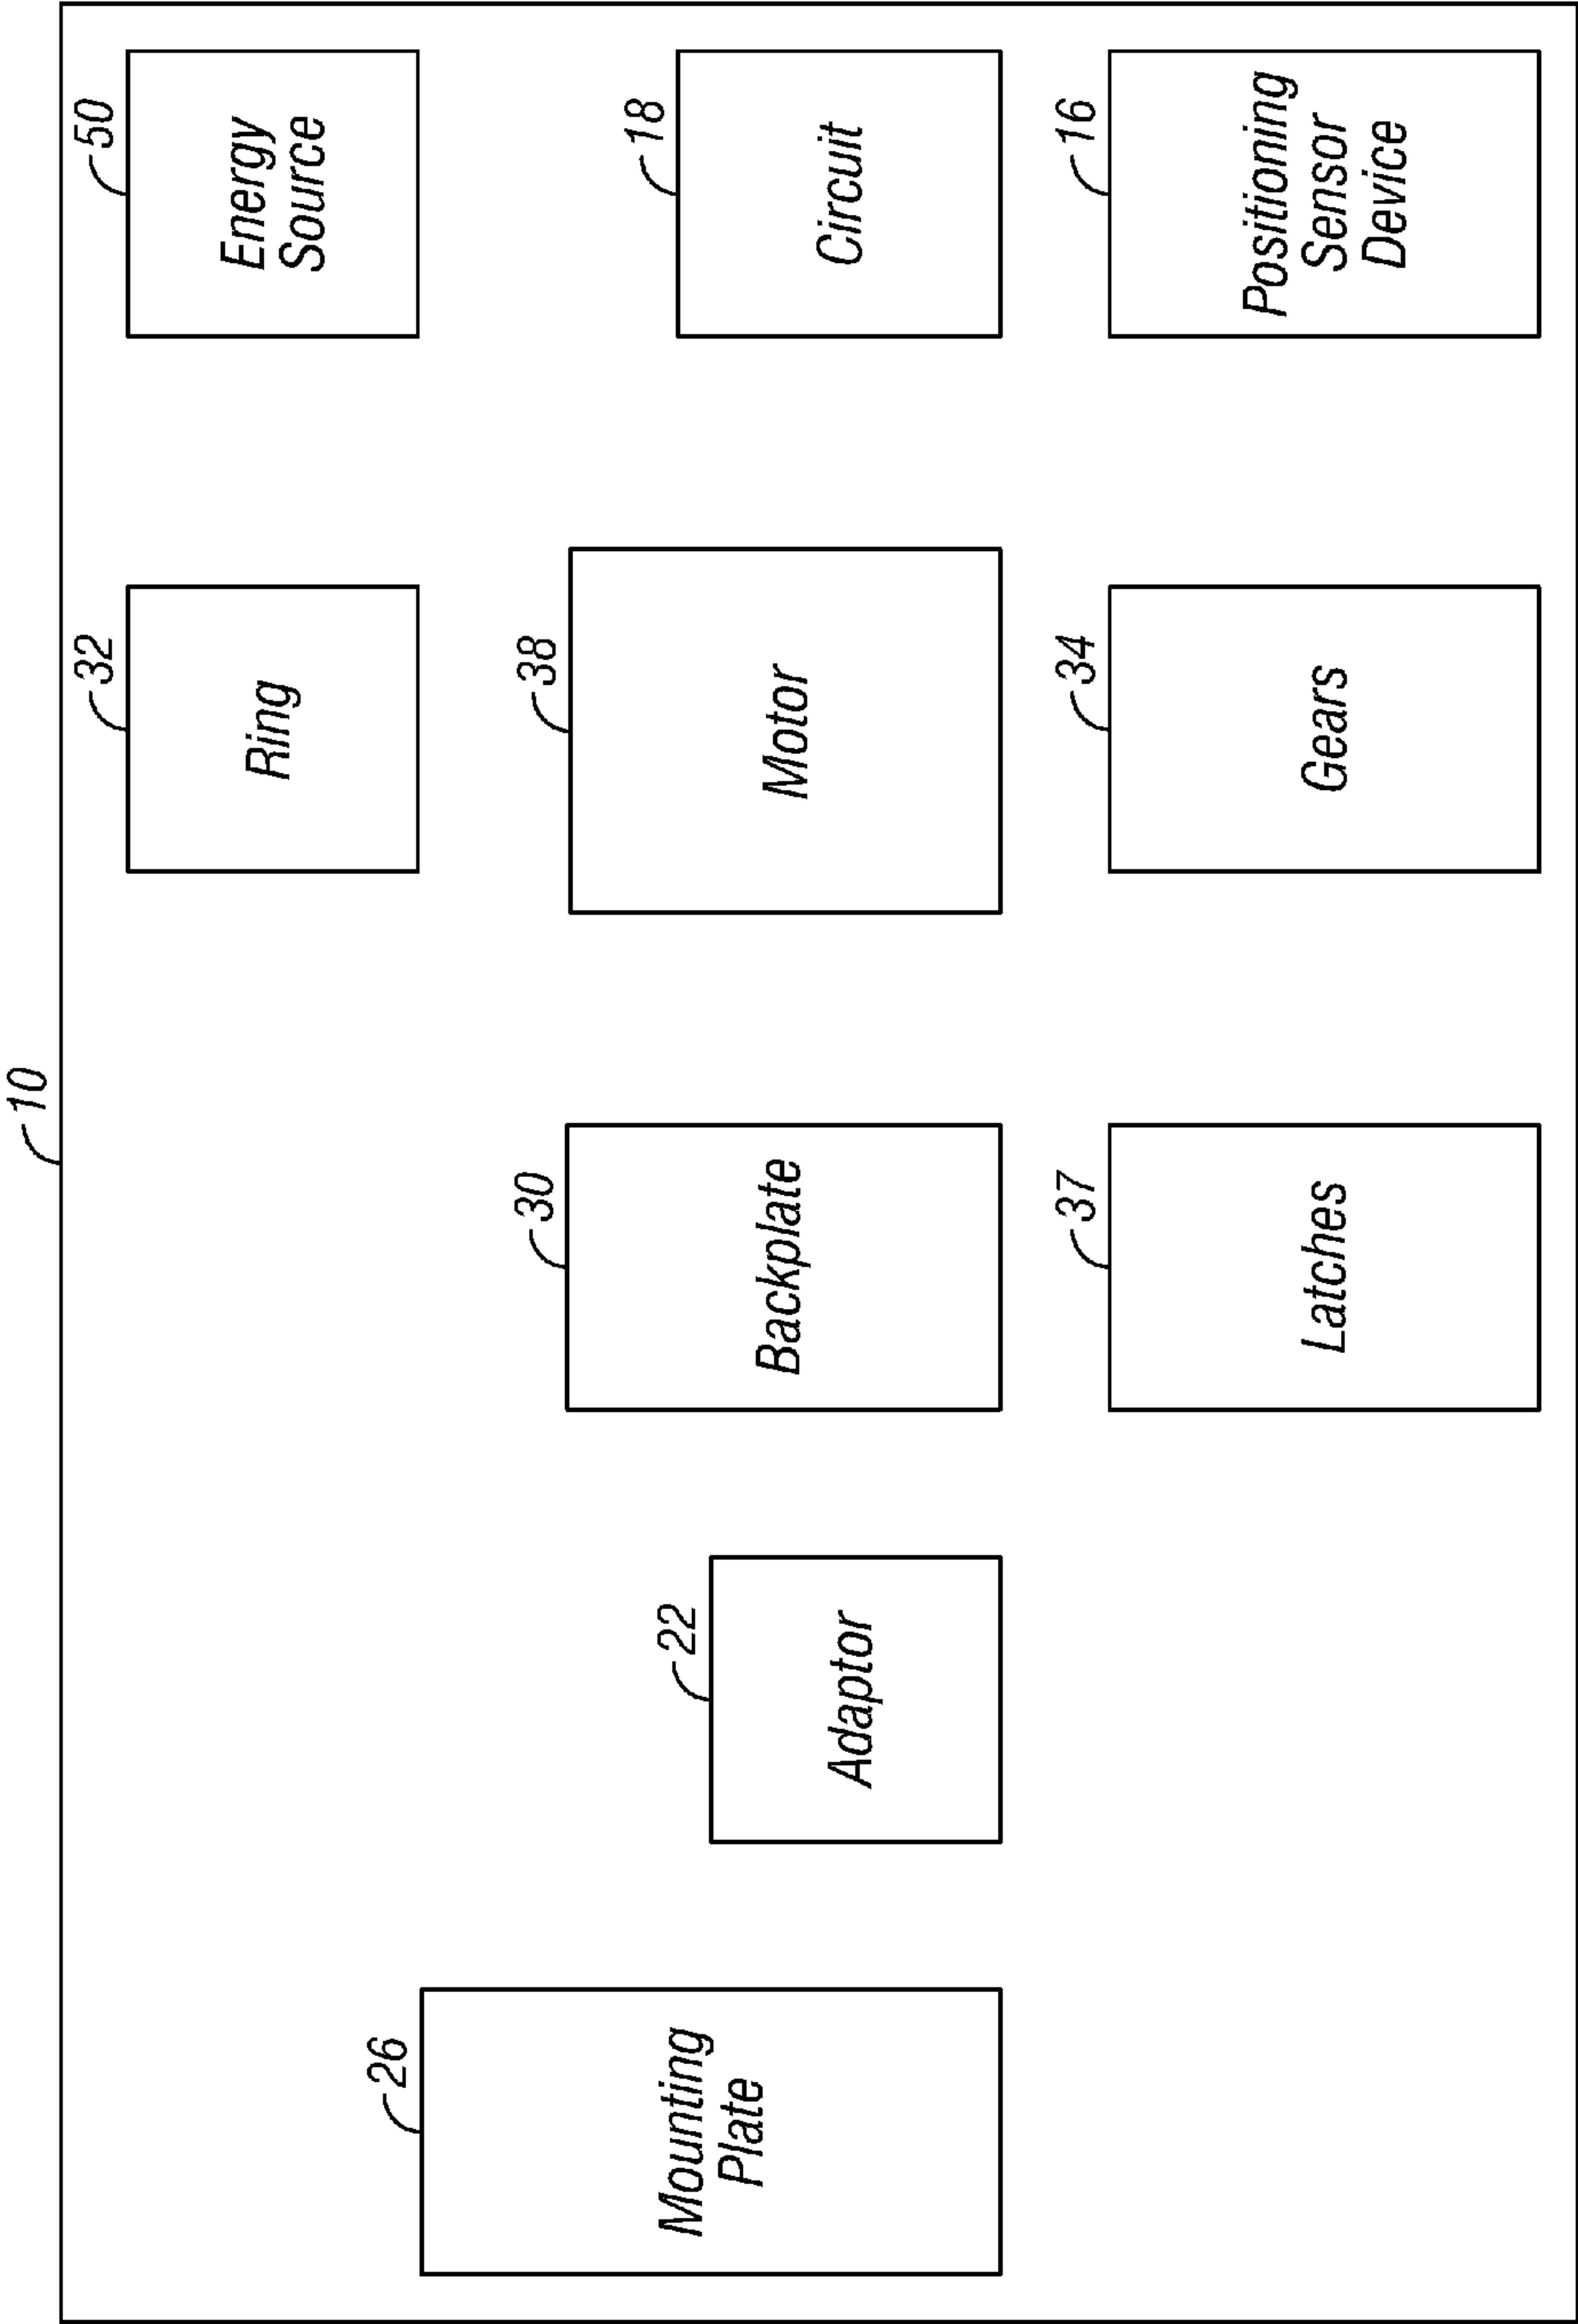 10
32
Ring
50
Energy
Source
26
Mounting
Plate
22
Adaptor
30
Backplate
38
Motor
18
Circuit
37
Latches
34
Gears
16
Positioning
Sensor
Device